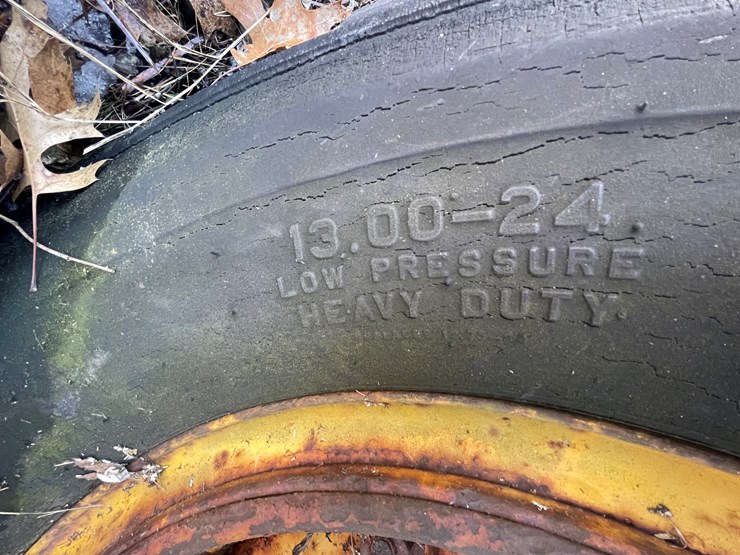 13.00-24
LOW PRESSURE
HEAVY DUTY